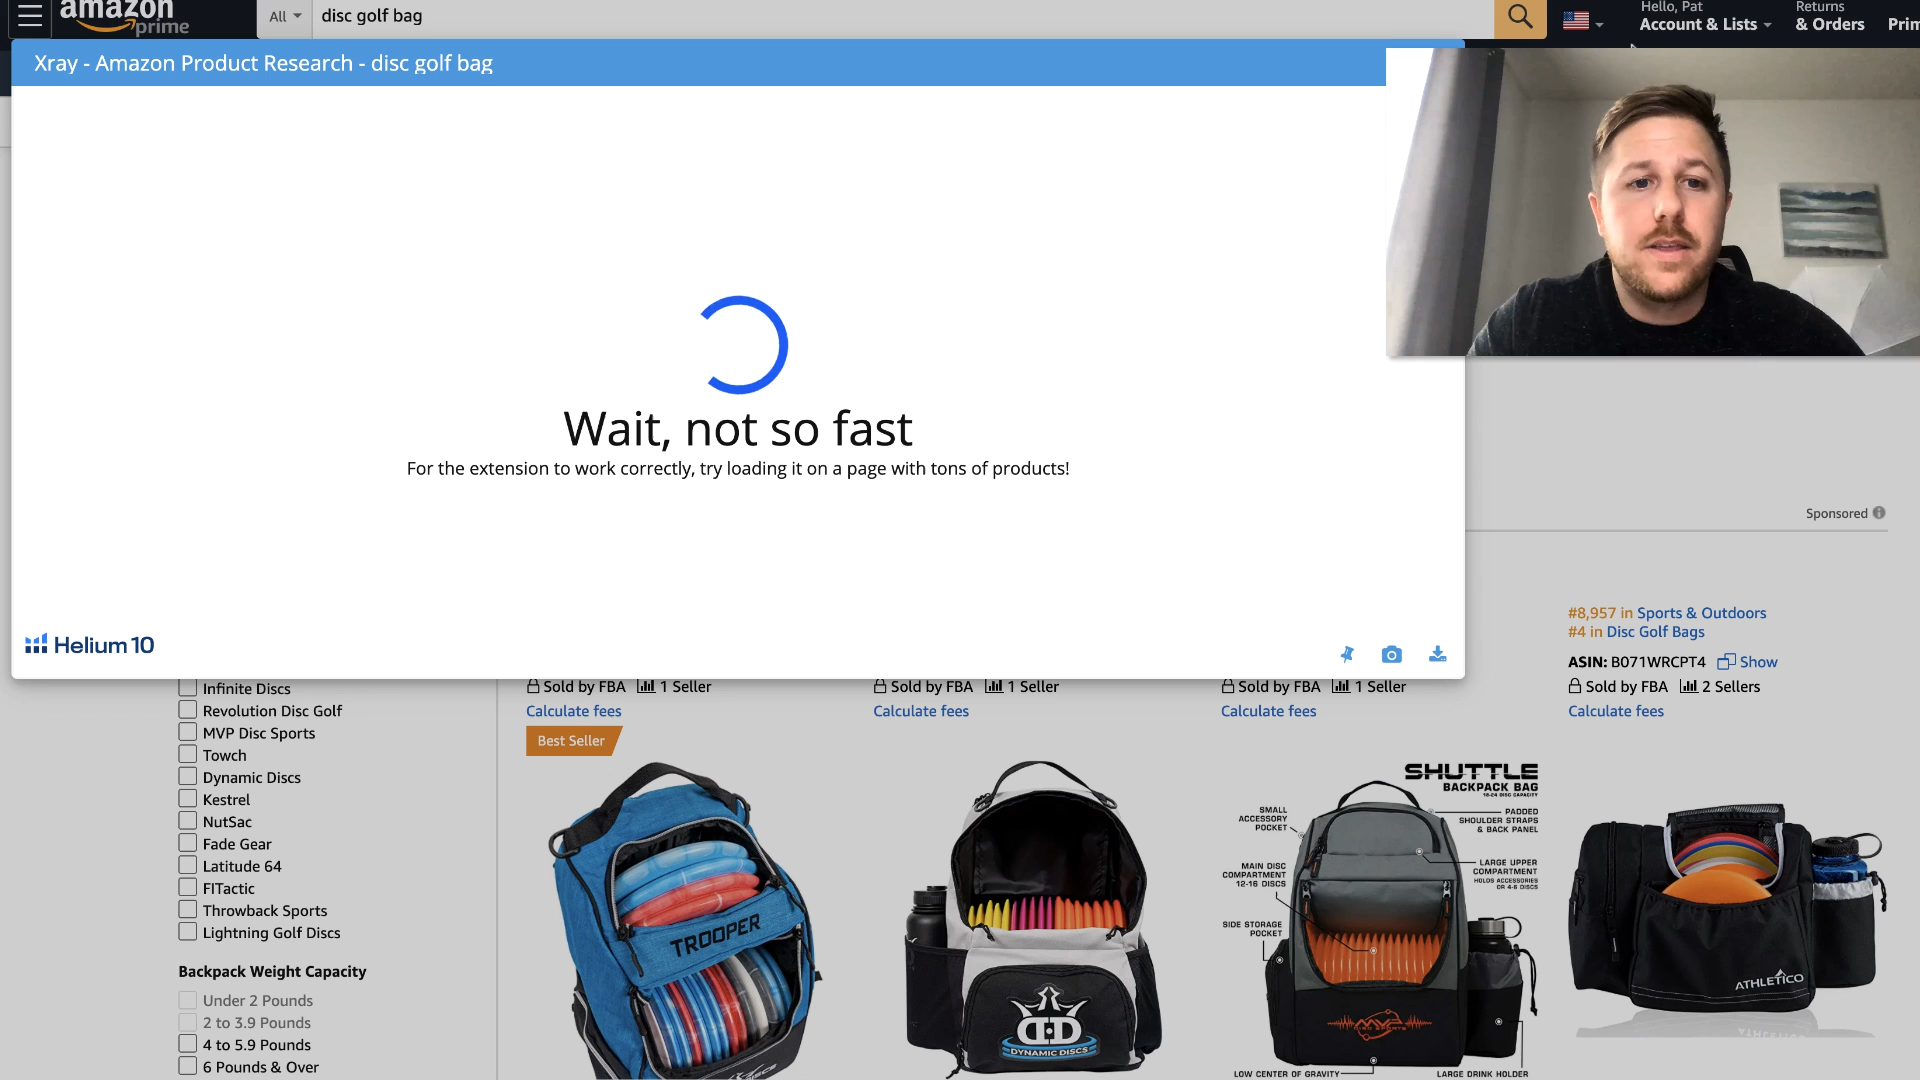 amazon
prime
All
disc golf bag
Hello, Pat
Account & Lists
Returns
& Orders
Prim
Xray - Amazon Product Research - disc golf bag
Wait, not so fast
For the extension to work correctly, try loading it on a page with tons of products!
Helium 10
Sponsored
#8,957 in Sports & Outdoors
#4 in Disc Golf Bags
ASIN: B071WRCPT4 Show
Sold by FBA 1 Seller
Calculate fees
Best Seller
Sold by FBA 1 Seller
Calculate fees
Sold by FBA 1 Seller
Calculate fees
Sold by FBA 2 Sellers
Calculate fees
Infinite Discs
Revolution Disc Golf
MVP Disc Sports
Towch
Dynamic Discs
Kestrel
NutSac
Fade Gear
Latitude 64
FITactic
Throwback Sports
Lightning Golf Discs
Backpack Weight Capacity
Under 2 Pounds
2 to 3.9 Pounds
4 to 5.9 Pounds
6 Pounds & Over
TROOPER
DYNAMIC DISCS
SHUTTLE
BACKPACK BAG
18-24 DISC CAPACITY
SMALL
ACCESSORY
POCKET
PADDED
SHOULDER STRAPS
& BACK PANEL
MAIN DISC
COMPARTMENT
12-16 DISCS
LARGE UPPER
COMPARTMENT
HOLDS ACCESSORIES
OR 4-6 DISCS
SIDE STORAGE
POCKET
MVP
DISC SPORTS
LOW CENTER OF GRAVITY
LARGE DRINK HOLDER
ATHLETICO